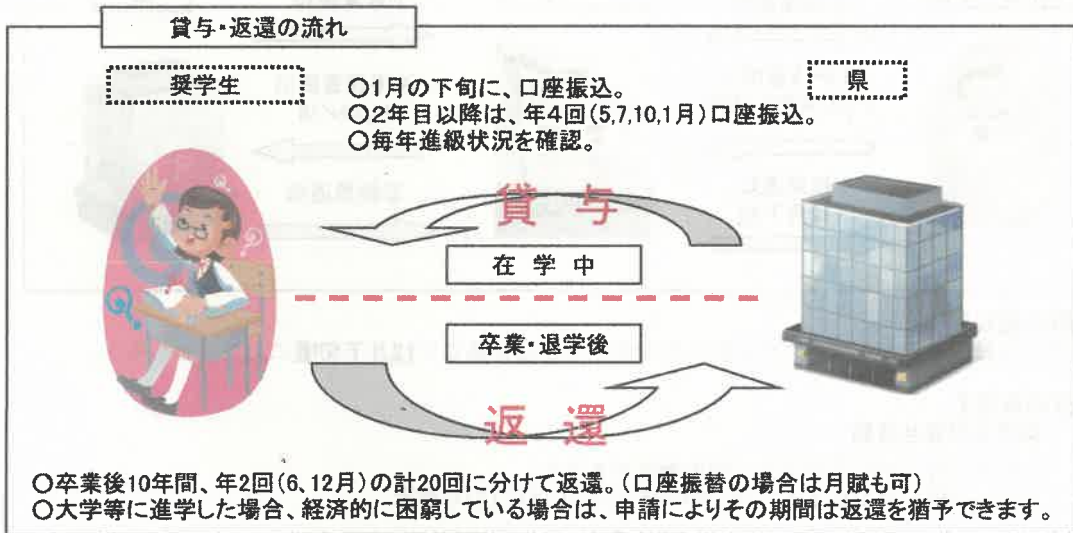 貸与・返還の流れ
奨学生
県
○1月の下旬に、口座振込。
○2年目以降は、年4回(5,7,10,1月)口座振込。
○毎年進級状況を確認。
貸 与
在 学 中
卒業・退学後
返 還
○卒業後10年間、年2回(6、12月)の計20回に分けて返還。(口座振替の場合は月賦も可)
○大学等に進学した場合、経済的に困窮している場合は、申請によりその期間は返還を猶予できます。